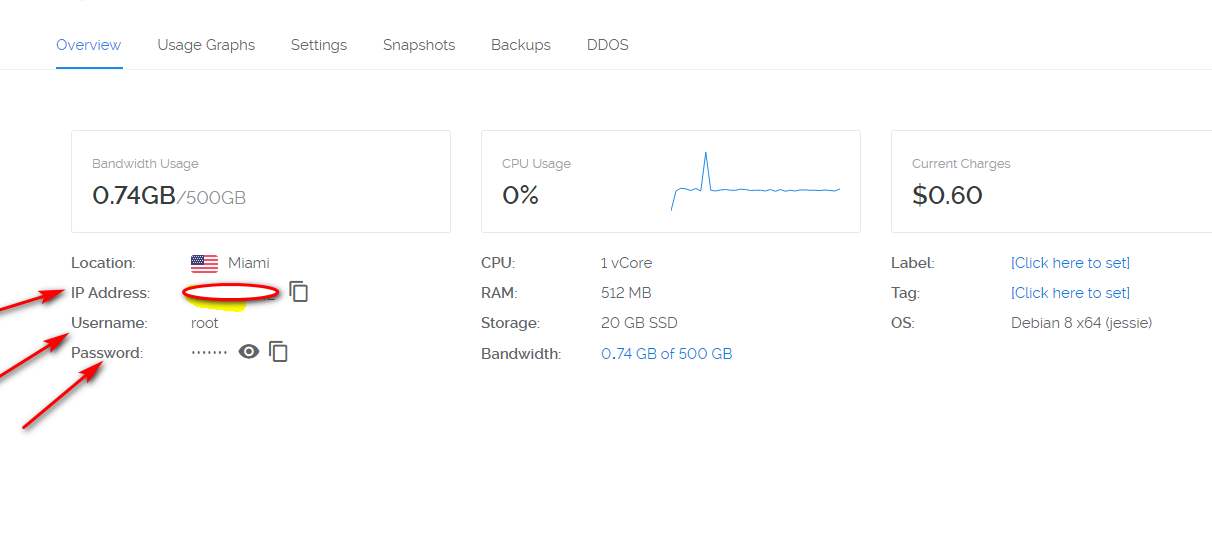 Overview Usage Graphs Settings Snapshots Backups DDOS
Bandwidth Usage
0.74GB/500GB
CPU Usage
0%
Current Charges
$0.60
Location: Miami
IP Address:
Username: root
Password: .......
CPU: 1 vCore
RAM: 512 MB
Storage: 20 GB SSD
Bandwidth: 0.74 GB of 500 GB
Label: [Click here to set]
Tag: [Click here to set]
OS: Debian 8 x64 (jessie)